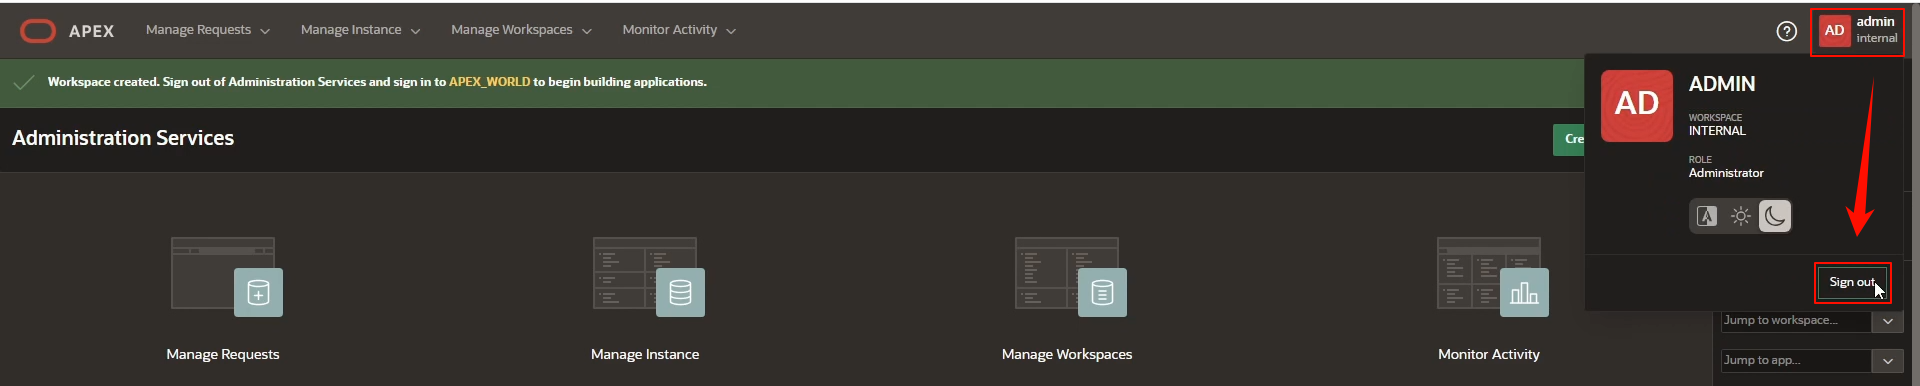 APEX
Manage Requests
Manage Instance
Manage Workspaces
Monitor Activity
?
AD
admin
internal
Workspace created. Sign out of Administration Services and sign in to APEX_WORLD to begin building applications.
Administration Services
Cre
AD
ADMIN
WORKSPACE
INTERNAL
ROLE
Administrator
Sign out
Manage Requests
Manage Instance
Manage Workspaces
Monitor Activity
Jump to workspace...
Jump to app...